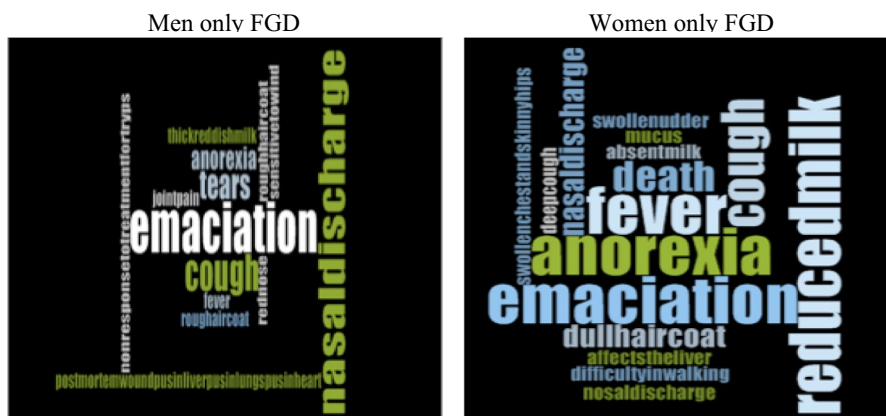 Men only FGD
nonresponsetotreatmentfortryps
thickreddishmilk
anorexia
tears
jointpain
emaciation
cough
fever
roughaircoat
roughhaircoat
sensitivetowind
rednose
nasaldischarge
postmortemwoundpusinliverpusinlungspusinheart
Women only FGD
swollenchestandskinnyhips
deepcough
nasaldischarge
swollenudder
mucus
absentmilk
death
cough
fever
anorexia
emaciation
reducedmilk
dullhaircoat
affectstheliver
difficultyinwalking
nosaldischarge